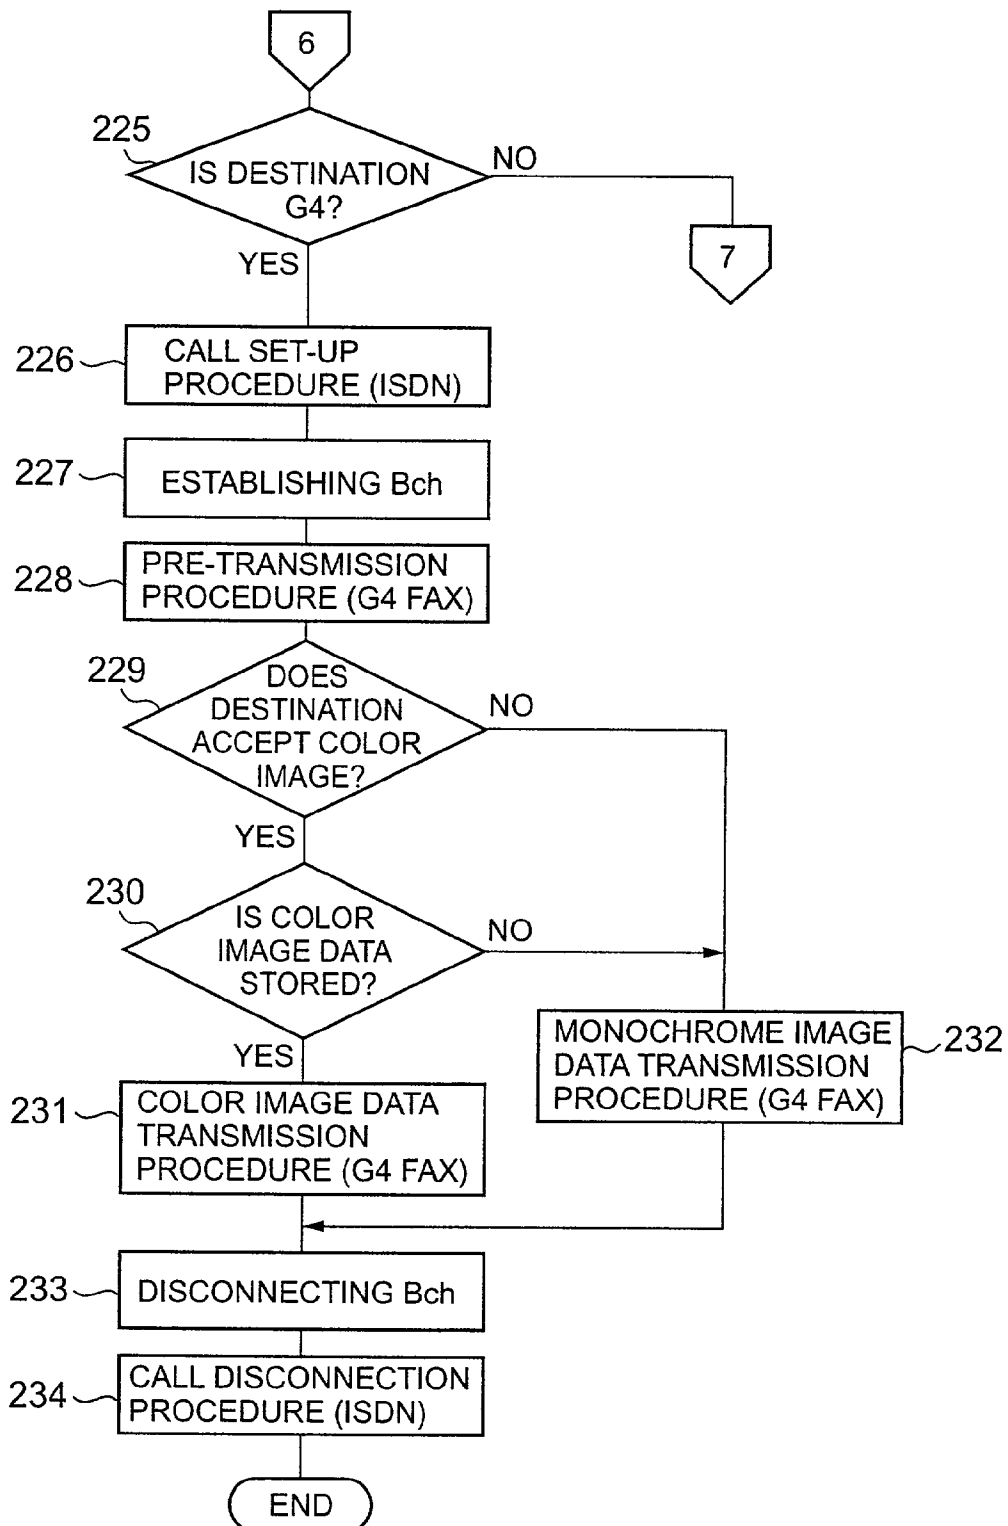 6
225
IS DESTINATION
G4?
NO
7
YES
226
CALL SET-UP
PROCEDURE (ISDN)
227
ESTABLISHING Bch
228
PRE-TRANSMISSION
PROCEDURE (G4 FAX)
229
DOES
DESTINATION
ACCEPT COLOR
IMAGE?
NO
YES
230
IS COLOR
IMAGE DATA
STORED?
NO
YES
MONOCHROME IMAGE
DATA TRANSMISSION
PROCEDURE (G4 FAX)
232
231
COLOR IMAGE DATA
TRANSMISSION
PROCEDURE (G4 FAX)
233
DISCONNECTING Bch
234
CALL DISCONNECTION
PROCEDURE (ISDN)
END